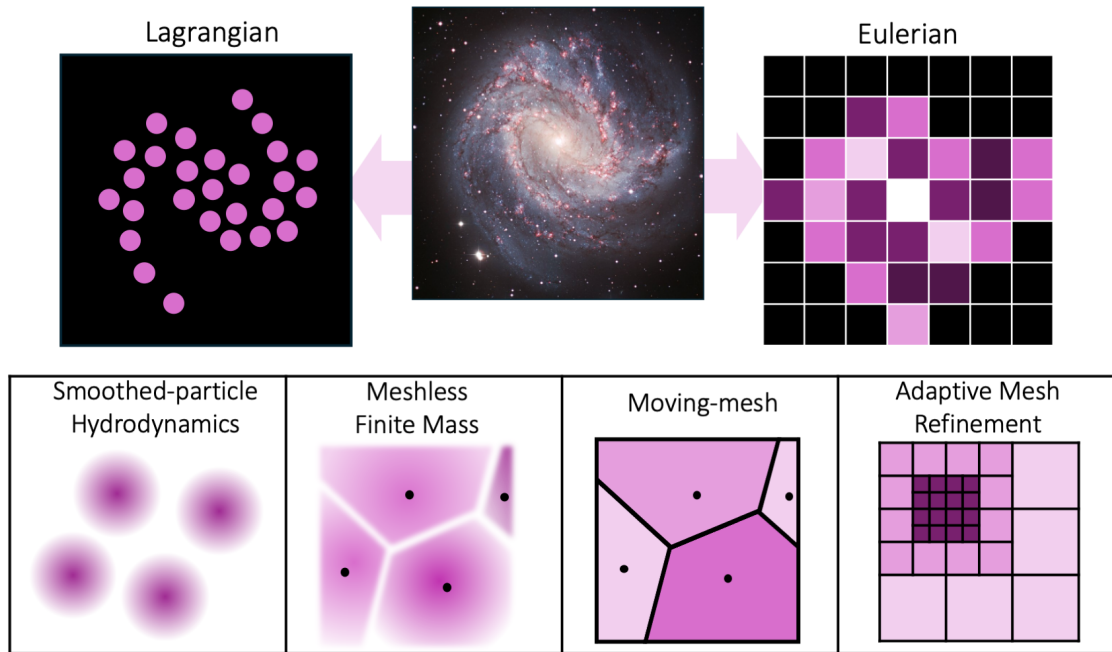 Lagrangian
Eulerian
Smoothed-particle
Hydrodynamics
Meshless
Finite Mass
Moving-mesh
Adaptive Mesh
Refinement